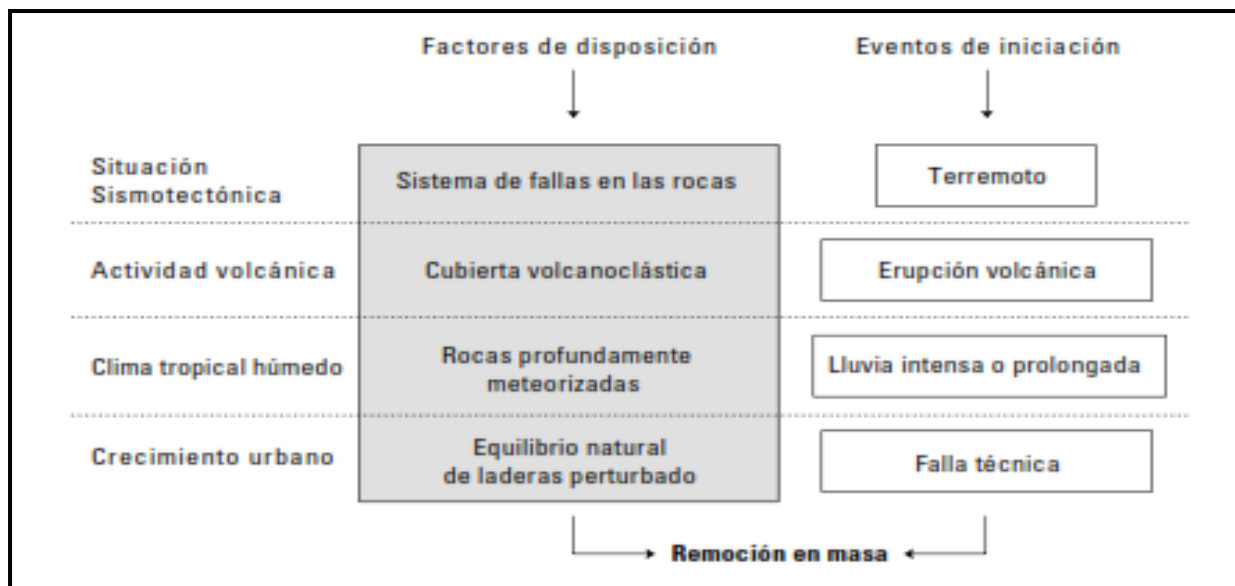 Factores de disposición
Eventos de iniciación
Situación
Sismotectónica
Sistema de fallas en las rocas
Terremoto
Actividad volcánica
Cubierta volcanoclástica
Erupción volcánica
Clima tropical húmedo
Rocas profundamente
meteorizadas
Lluvia intensa o prolongada
Crecimiento urbano
Equilibrio natural
de laderas perturbado
Falla técnica
Remoción en masa